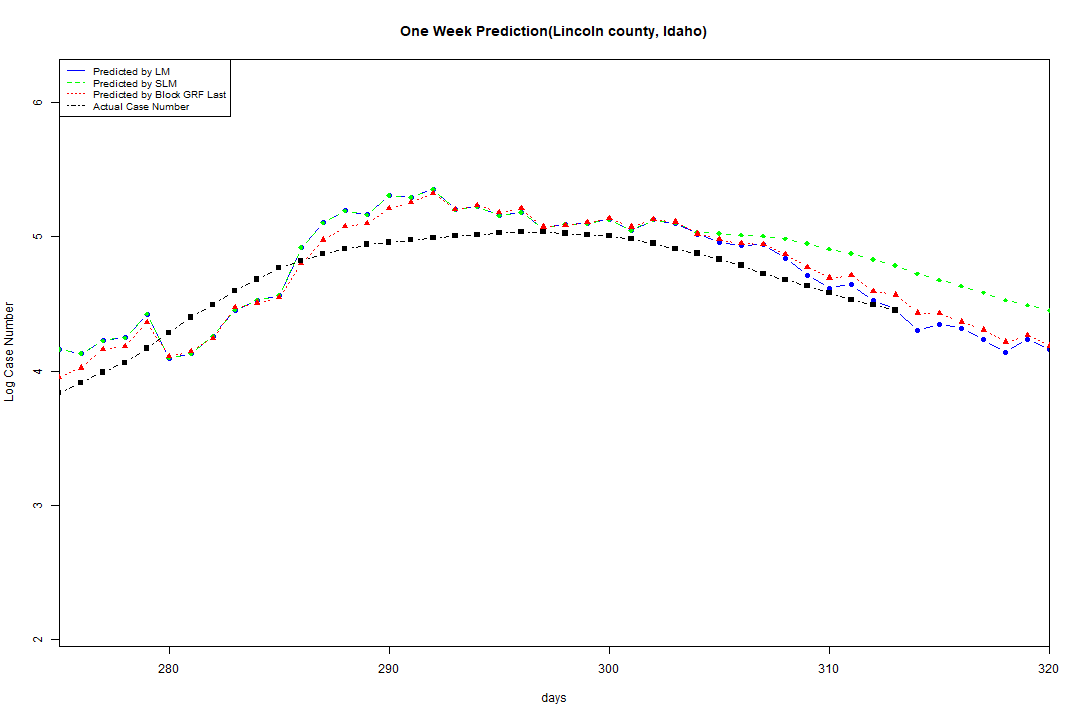 One Week Prediction(Lincoln county, Idaho)
Predicted by LM
Predicted by SLM
Predicted by Block GRF Last
Actual Case Number
6
5
4
3
2
Log Case Number
280 290 300 310 320
days